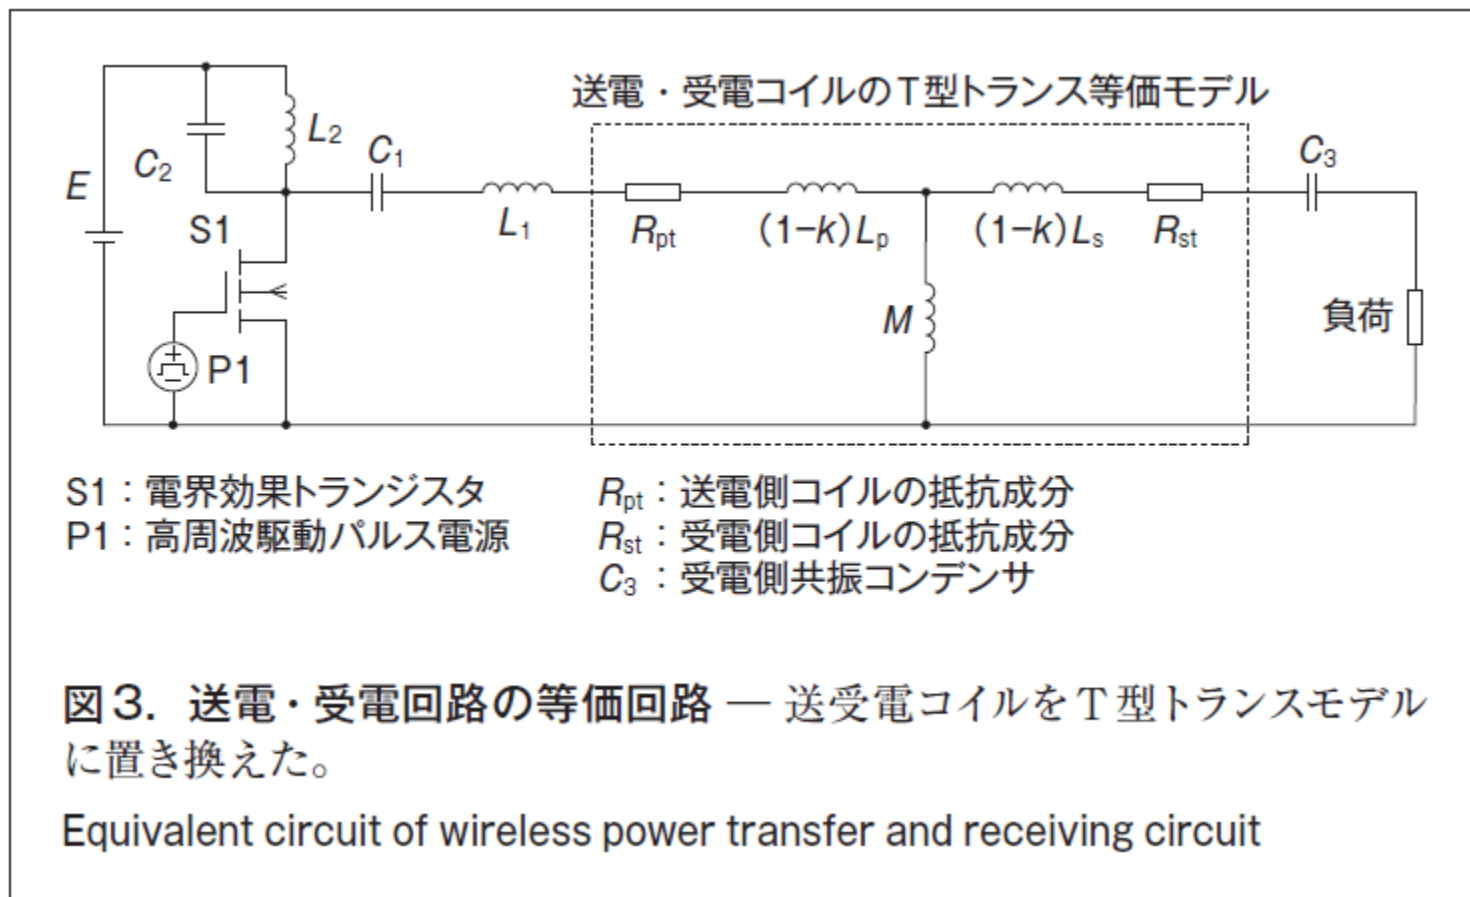 送電・受電コイルのT型トランス等価モデル
E
C2
L2
C1
L1
S1
P1
Rpt
(1-k)Lp
(1-k)Ls
Rst
M
C3
負荷
S1：電界効果トランジスタ
P1：高周波駆動パルス電源
Rpt：送電側コイルの抵抗成分
Rst：受電側コイルの抵抗成分
C3：受電側共振コンデンサ
図3．送電・受電回路の等価回路 ― 送受電コイルをT型トランスモデル
に置き換えた。
Equivalent circuit of wireless power transfer and receiving circuit